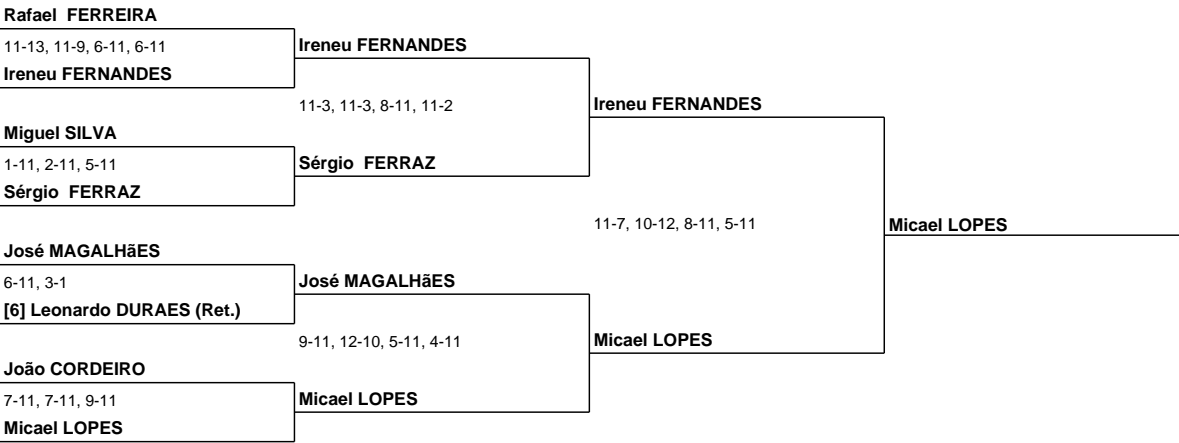 Rafael FERREIRA
11-13, 11-9, 6-11, 6-11
Ireneu FERNANDES
Ireneu FERNANDES
11-3, 11-3, 8-11, 11-2
Ireneu FERNANDES
Miguel SILVA
1-11, 2-11, 5-11
Sérgio FERRAZ
Sérgio FERRAZ
11-7, 10-12, 8-11, 5-11
Micael LOPES
José MAGALHãES
6-11, 3-1
José MAGALHãES
[6] Leonardo DURAES (Ret.)
9-11, 12-10, 5-11, 4-11
Micael LOPES
João CORDEIRO
7-11, 7-11, 9-11
Micael LOPES
Micael LOPES